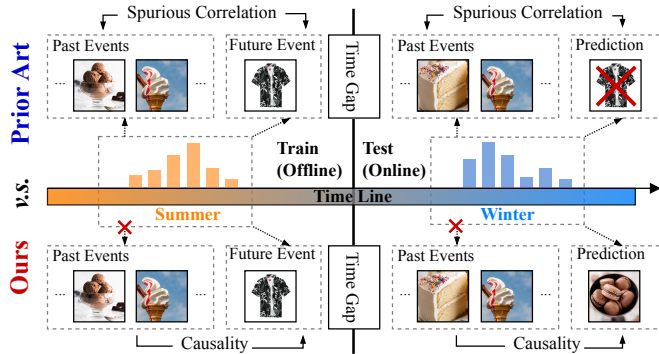 Spurious Correlation
Spurious Correlation
Prior Art
Past Events
Future Event
Time Gap
Past Events
Prediction
...
...
...
...
Train
(Offline)
Test
(Online)
v.s.
Time Line
Summer
Winter
Ours
Past Events
Future Event
Time Gap
Past Events
Prediction
...
...
...
...
Causality
Causality